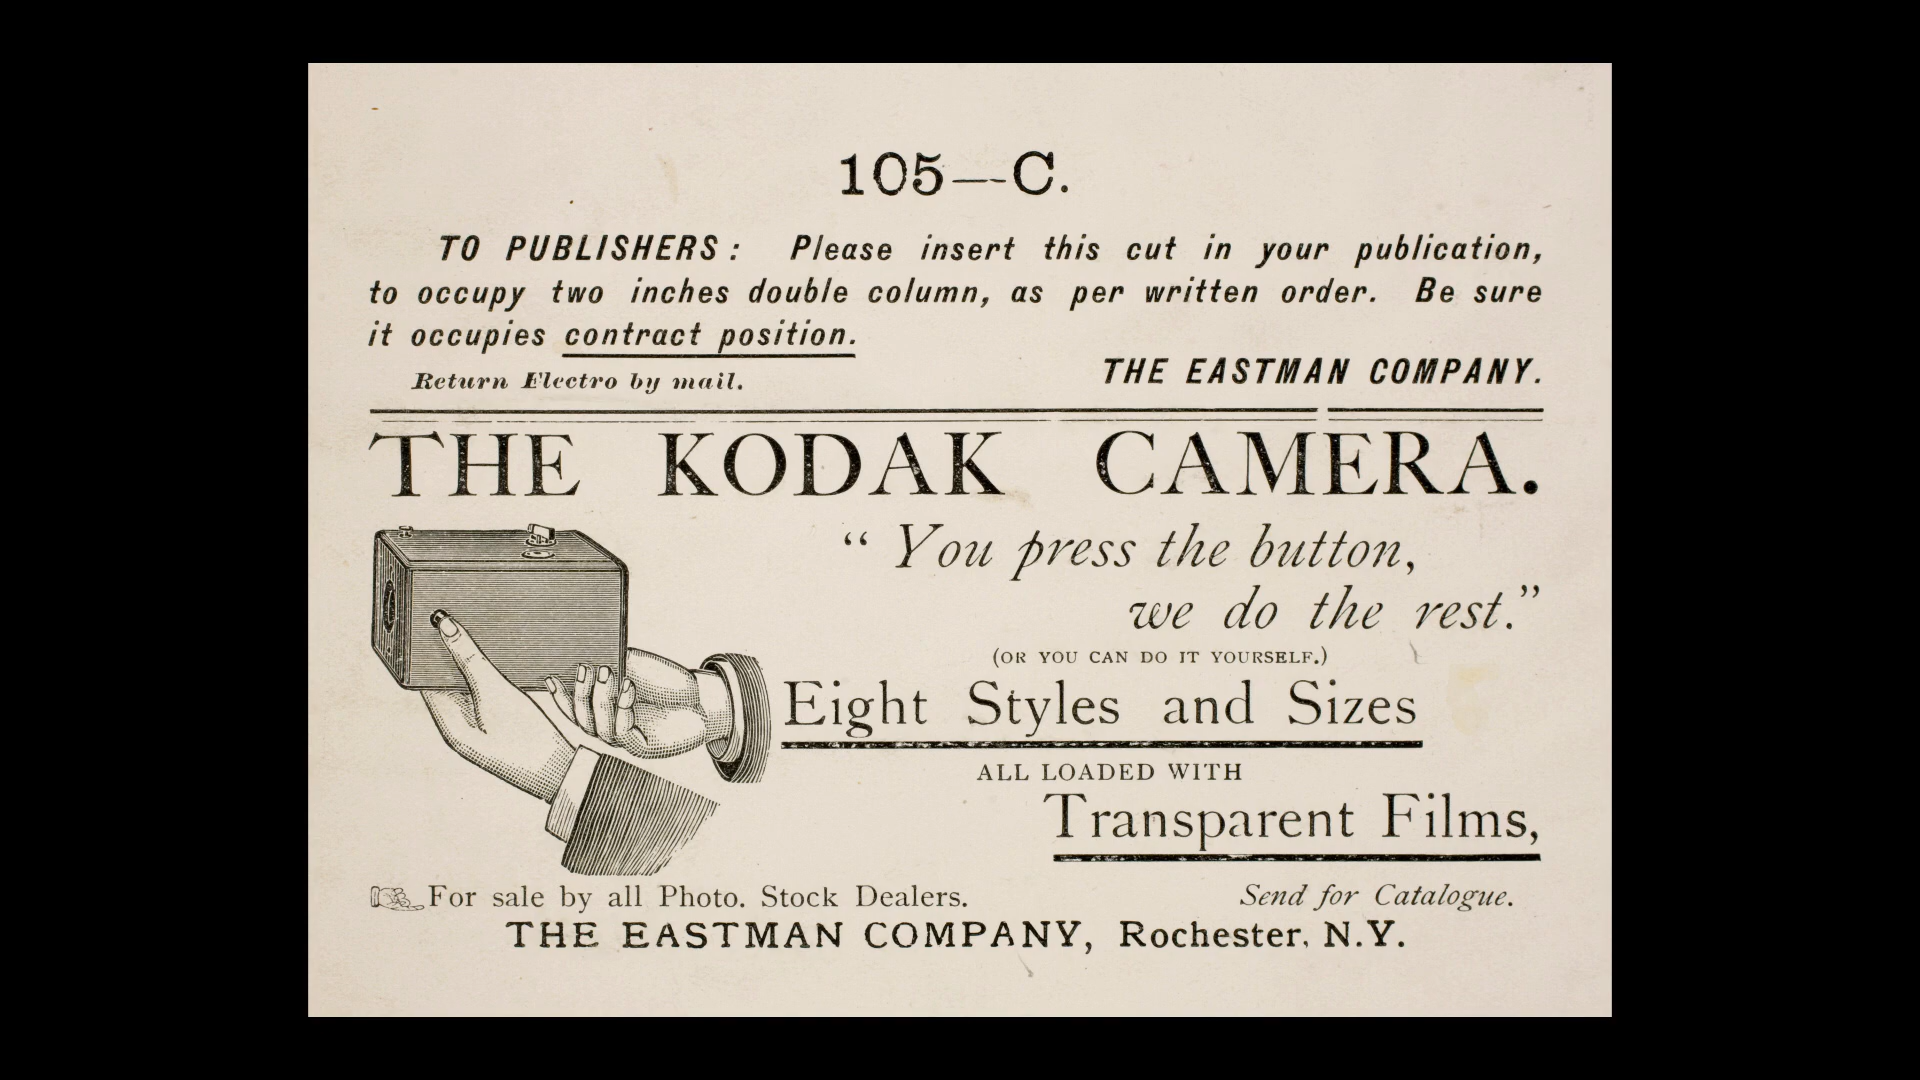 105—C.
TO PUBLISHERS: Please insert this cut in your publication,
to occupy two inches double column, as per written order. Be sure
it occupies contract position.
THE EASTMAN COMPANY.
Return Electro by mail.
THE KODAK CAMERA.
“ You press the button,
we do the rest.”
(OR YOU CAN DO IT YOURSELF.)
Eight Styles and Sizes
ALL LOADED WITH
Transparent Films,
For sale by all Photo. Stock Dealers. Send for Catalogue.
THE EASTMAN COMPANY, Rochester, N.Y.